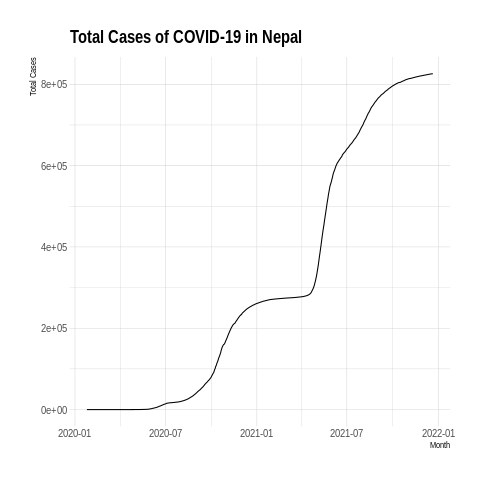 Total Cases of COVID-19 in Nepal
Total Cases
8e+05
6e+05
4e+05
2e+05
0e+00
2020-01 2020-07 2021-01 2021-07 2022-01
Month